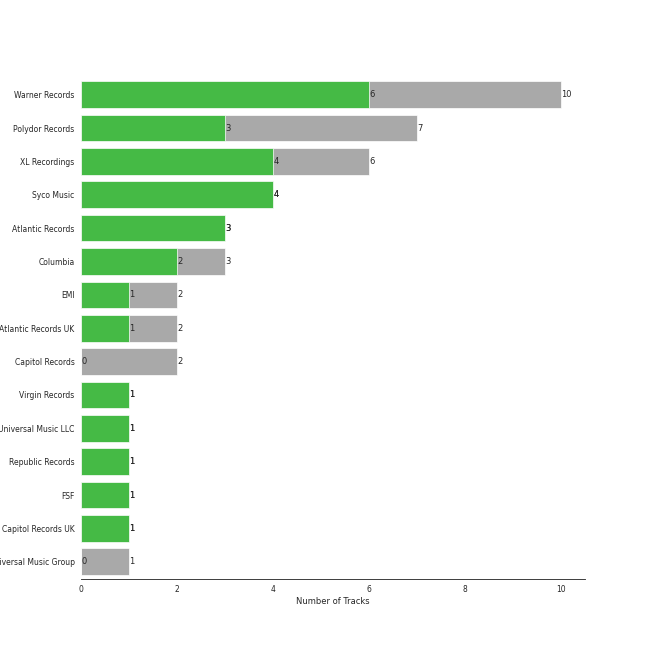 Warner Records 6 10
Polydor Records 3 7
XL Recordings 4 6
Syco Music 4
Atlantic Records 3
Columbia 2 3
EMI 1 2
Atlantic Records UK 1 2
Capitol Records 0 2
Virgin Records 1
Universal Music LLC 1
Republic Records 1
FSF 1
Capitol Records UK 1
iversal Music Group 0 1
0 2 4 6 8 10
Number of Tracks